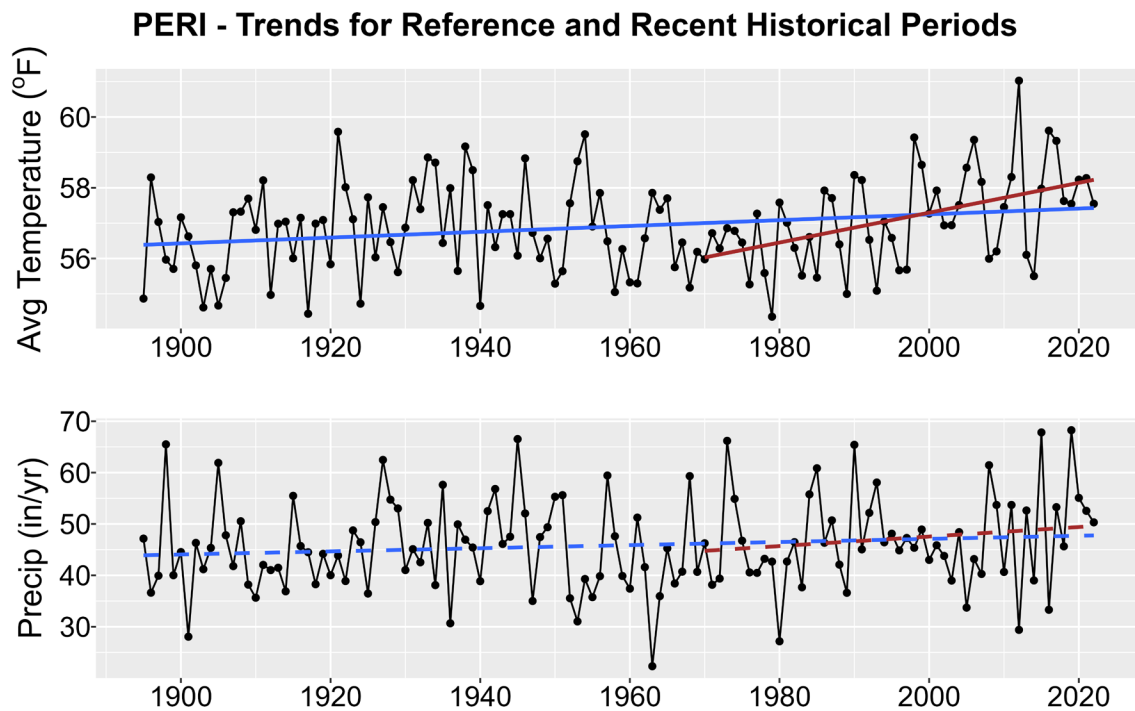 PERI - Trends for Reference and Recent Historical Periods
Avg Temperature (°F)
60
58
56
1900 1920 1940 1960 1980 2000 2020
Precip (in/yr)
70
60
50
40
30
1900 1920 1940 1960 1980 2000 2020